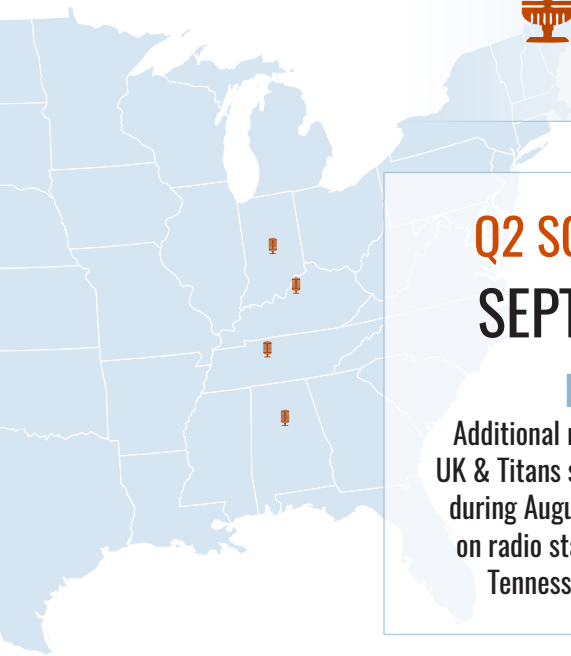 Q2 SC
SEPT
Additional
UK & Titans
during Augu
on radio sta
Tenness